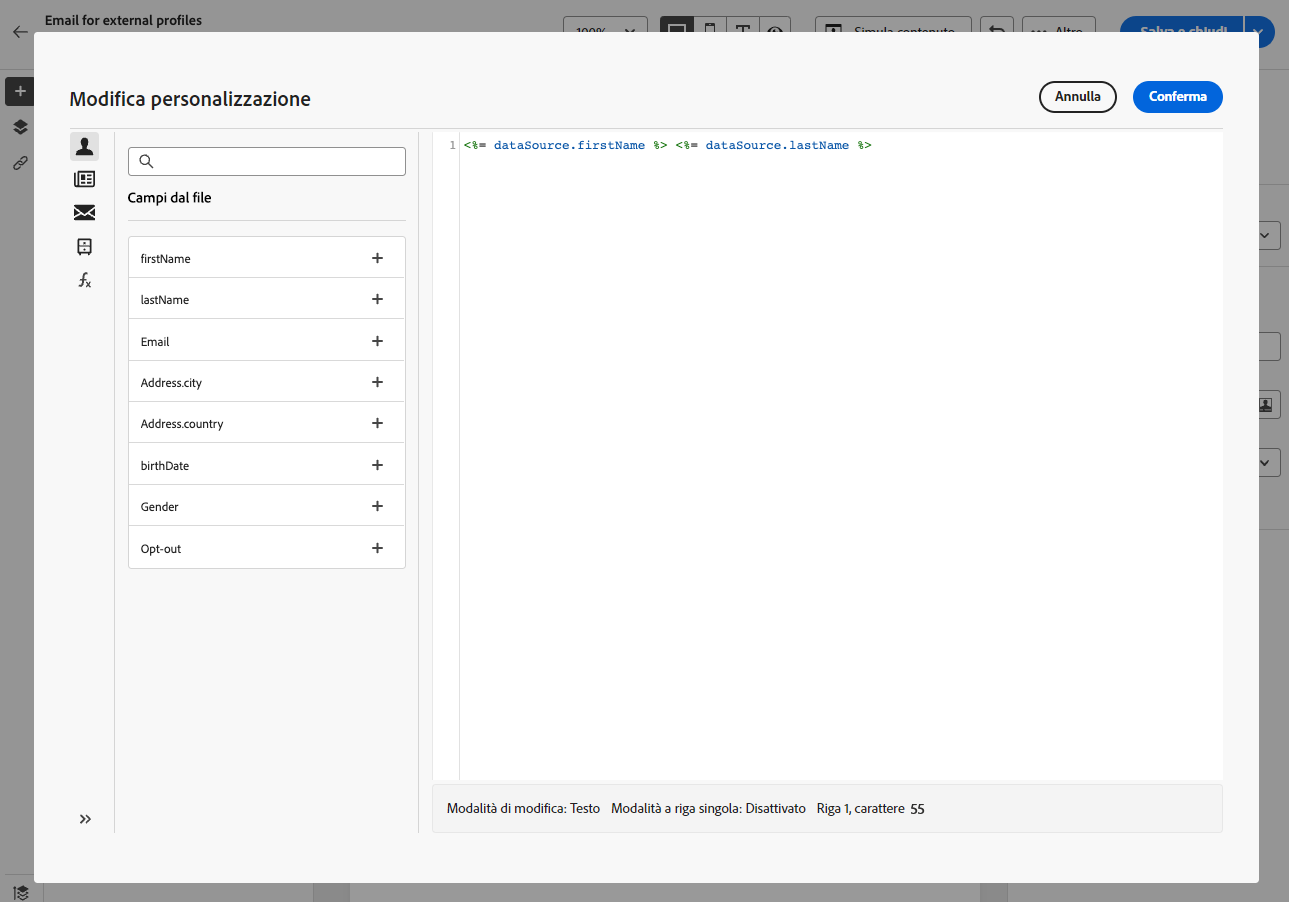 Email for external profiles
100%
Simula contenuto
Altro
Salva e chiudi
Modifica personalizzazione
Annulla
Conferma
1 <%= dataSource.firstName %> <%= dataSource.lastName %>
Campi dal file
firstName
lastName
Email
Address.city
Address.country
birthDate
Gender
Opt-out
Modalità di modifica: Testo Modalità a riga singola: Disattivato Riga 1, carattere 55